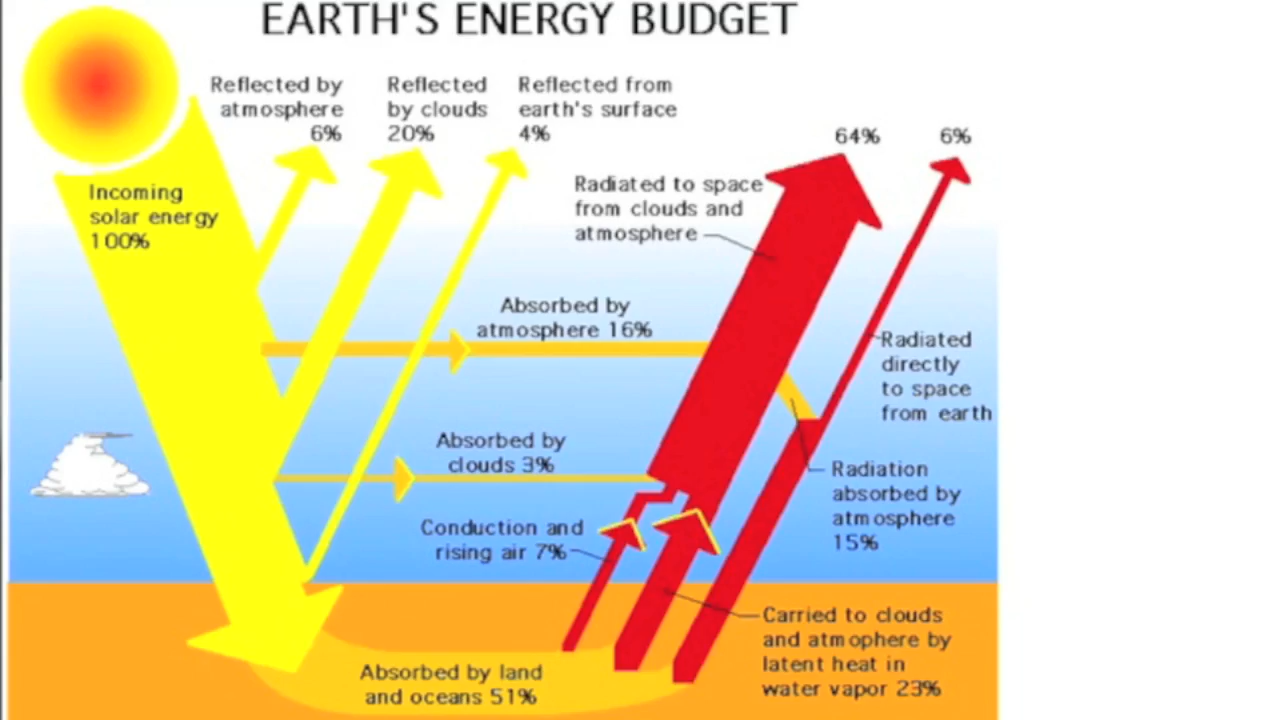 EARTH'S ENERGY BUDGET
Reflected by
atmosphere
6%
Reflected
by clouds
20%
Reflected from
earth's surface
4%
64%
6%
Incoming
solar energy
100%
Radiated to space
from clouds and
atmosphere
Absorbed by
atmosphere 16%
Radiated
directly
to space
from earth
Absorbed by
clouds 3%
Radiation
absorbed by
atmosphere
15%
Conduction and
rising air 7%
Carried to clouds
and atmophere by
latent heat in
water vapor 23%
Absorbed by land
and oceans 51%